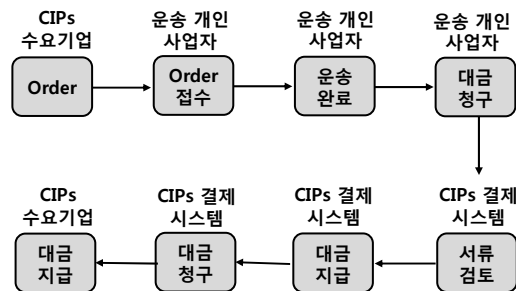 CIPs
수요기업
Order
운송 개인
사업자
Order
접수
운송 개인
사업자
운송
완료
운송 개인
사업자
대금
청구
CIPs
수요기업
대금
지급
CIPs 결제
시스템
대금
청구
CIPs 결제
시스템
대금
지급
CIPs 결제
시스템
서류
검토